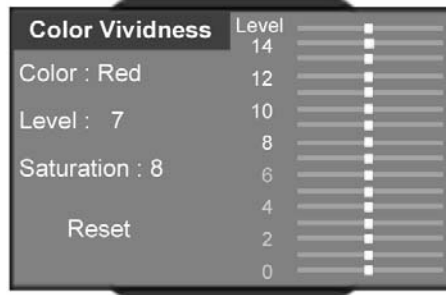 Color Vividness
Color : Red
Level : 7
Saturation : 8
Reset
Level
14
12
10
8
6
4
2
0